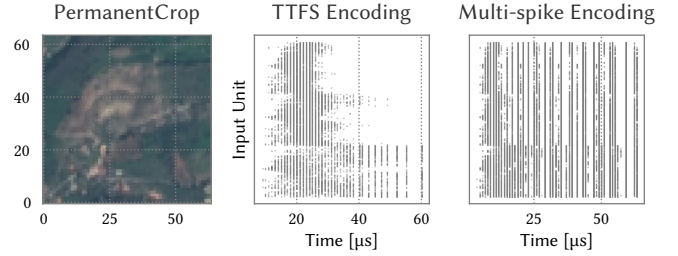 PermanentCrop
TTFS Encoding
Multi-spike Encoding
60
40
20
0
0
25
50
Input Unit
20
40
60
Time [µs]
25
50
Time [µs]